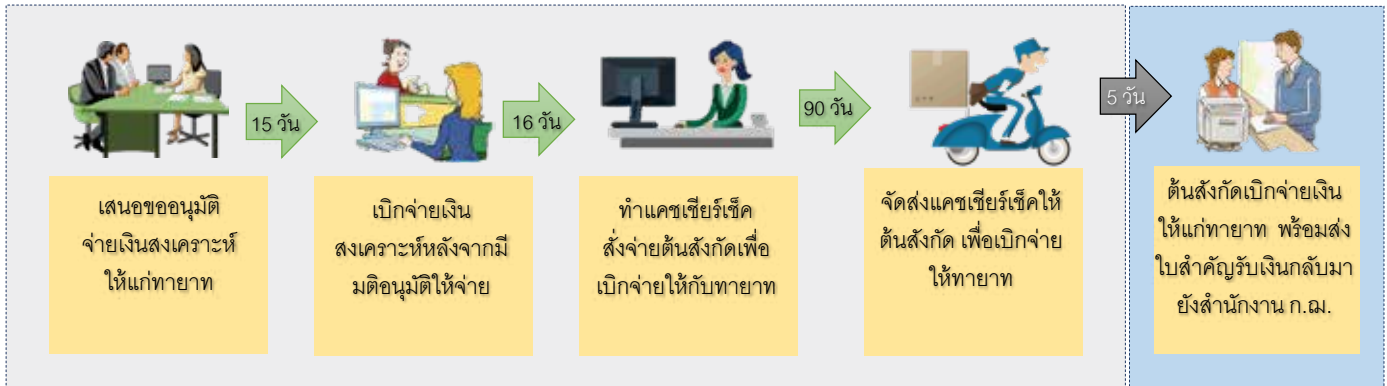 15 วัน
16 วัน
90 วัน
5 วัน
เสนอขออนุมัติ
จ่ายเงินสงเคราะห์
ให้แก่ทายาท
เบิกจ่ายเงิน
สงเคราะห์หลังจากมี
มติอนุมัติให้จ่าย
ทำแคชเชียร์เช็ค
สั่งจ่ายต้นสังกัดเพื่อ
เบิกจ่ายให้กับทายาท
จัดส่งแคชเชียร์เช็คให้
ต้นสังกัด เพื่อเบิกจ่าย
ให้ทายาท
ต้นสังกัดเบิกจ่ายเงิน
ให้แก่ทายาท พร้อมส่ง
ใบสำคัญรับเงินกลับมา
ยังสำนักงาน ก.ฌ.